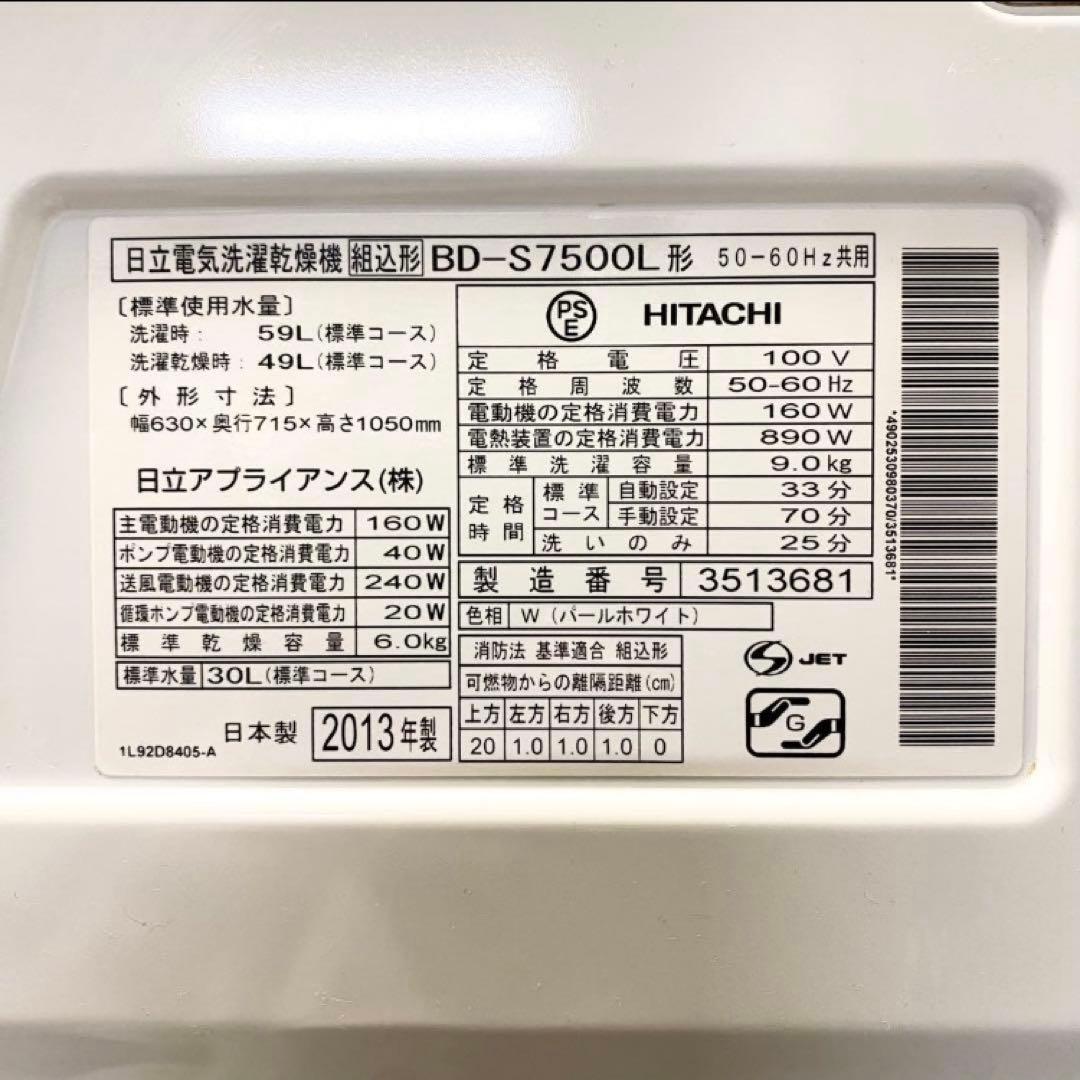 日立電気洗濯乾燥機 組込形 BD-S7500L形 50-60Hz共用
〔標準使用水量〕
洗濯時: 59L(標準コース)
洗濯乾燥時: 49L(標準コース)
〔外形寸法〕
幅630×奥行715×高さ1050mm
日立アプライアンス(株)
主電動機の定格消費電力 160W
ポンプ電動機の定格消費電力 40W
送風電動機の定格消費電力 240W
循環ポンプ電動機の定格消費電力 20W
標準乾燥容量 6.0kg
標準水量 30L(標準コース)
日本製 2013年製
1L92D8405-A
PS
E
HITACHI
定格電圧 100V
定格周波数 50-60Hz
電動機の定格消費電力 160W
電熱装置の定格消費電力 890W
標準洗濯容量 9.0kg
定格時間 標準コース 自動設定 33分
手動設定 70分
洗いのみ 25分
製造番号 3513681
色相 W(パールホワイト)
消防法 基準適合 組込形
可燃物からの離隔距離(cm)
上方 左方 右方 後方 下方
20 1.0 1.0 1.0 0
S JET
G
*4902530980370/3513681*